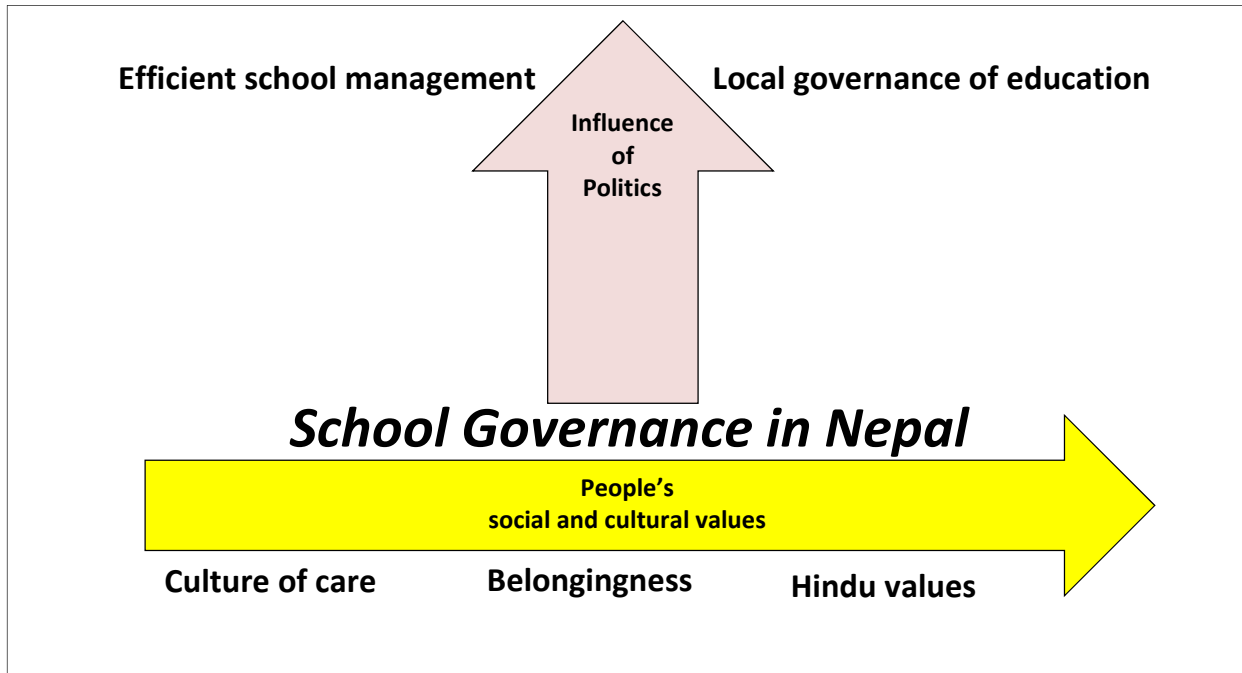 Efficient school management
Local governance of education
Influence
of
Politics
School Governance in Nepal
People’s
social and cultural values
Culture of care
Belongingness
Hindu values